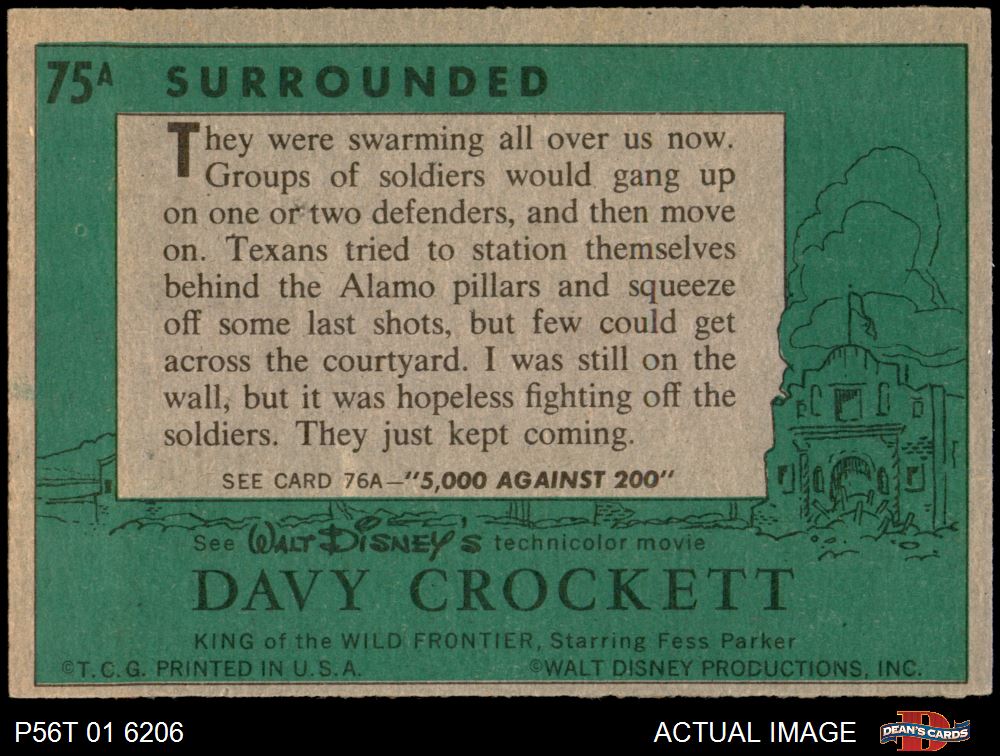 75A SURROUNDED
They were swarming all over us now.
Groups of soldiers would gang up
on one or two defenders, and then move
on. Texans tried to station themselves
behind the Alamo pillars and squeeze
off some last shots, but few could get
across the courtyard. I was still on the
wall, but it was hopeless fighting off the
soldiers. They just kept coming.
SEE CARD 76A—"5,000 AGAINST 200"
See WALT DISNEY'S technicolor movie
DAVY CROCKETT
KING of the WILD FRONTIER, Starring Fess Parker
©T.C.G. PRINTED IN U.S.A. ©WALT DISNEY PRODUCTIONS, INC.
P56T 01 6206 ACTUAL IMAGE DEAN'S CARDS